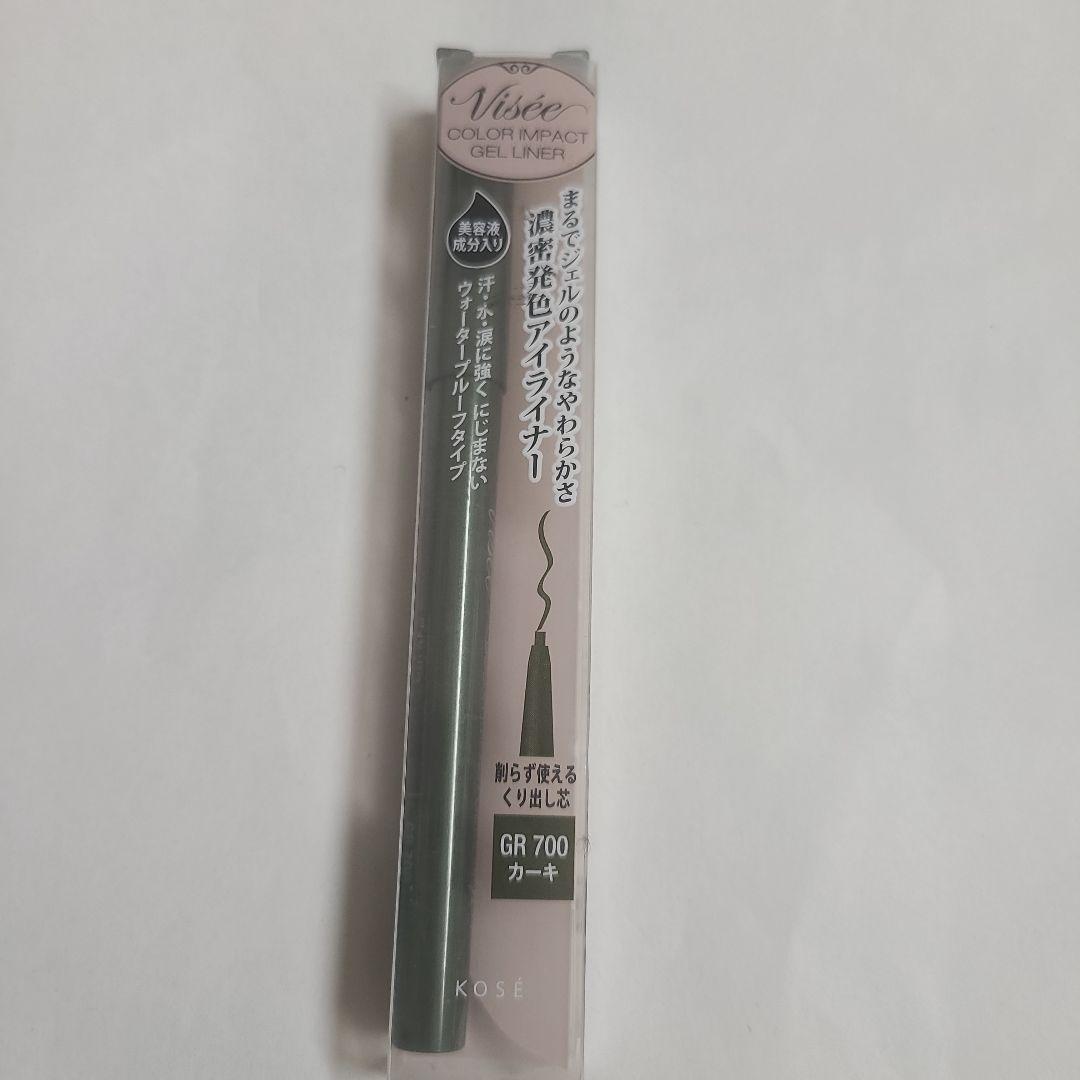 Visée
COLOR IMPACT
GEL LINER
まるでジェルのようなやわらかさ
濃密発色アイライナー
美容液
成分入り
汗・水・涙に強く にじまない
ウォータープルーフタイプ
削らず使える
くり出し芯
GR 700
カーキ
KOSÉ